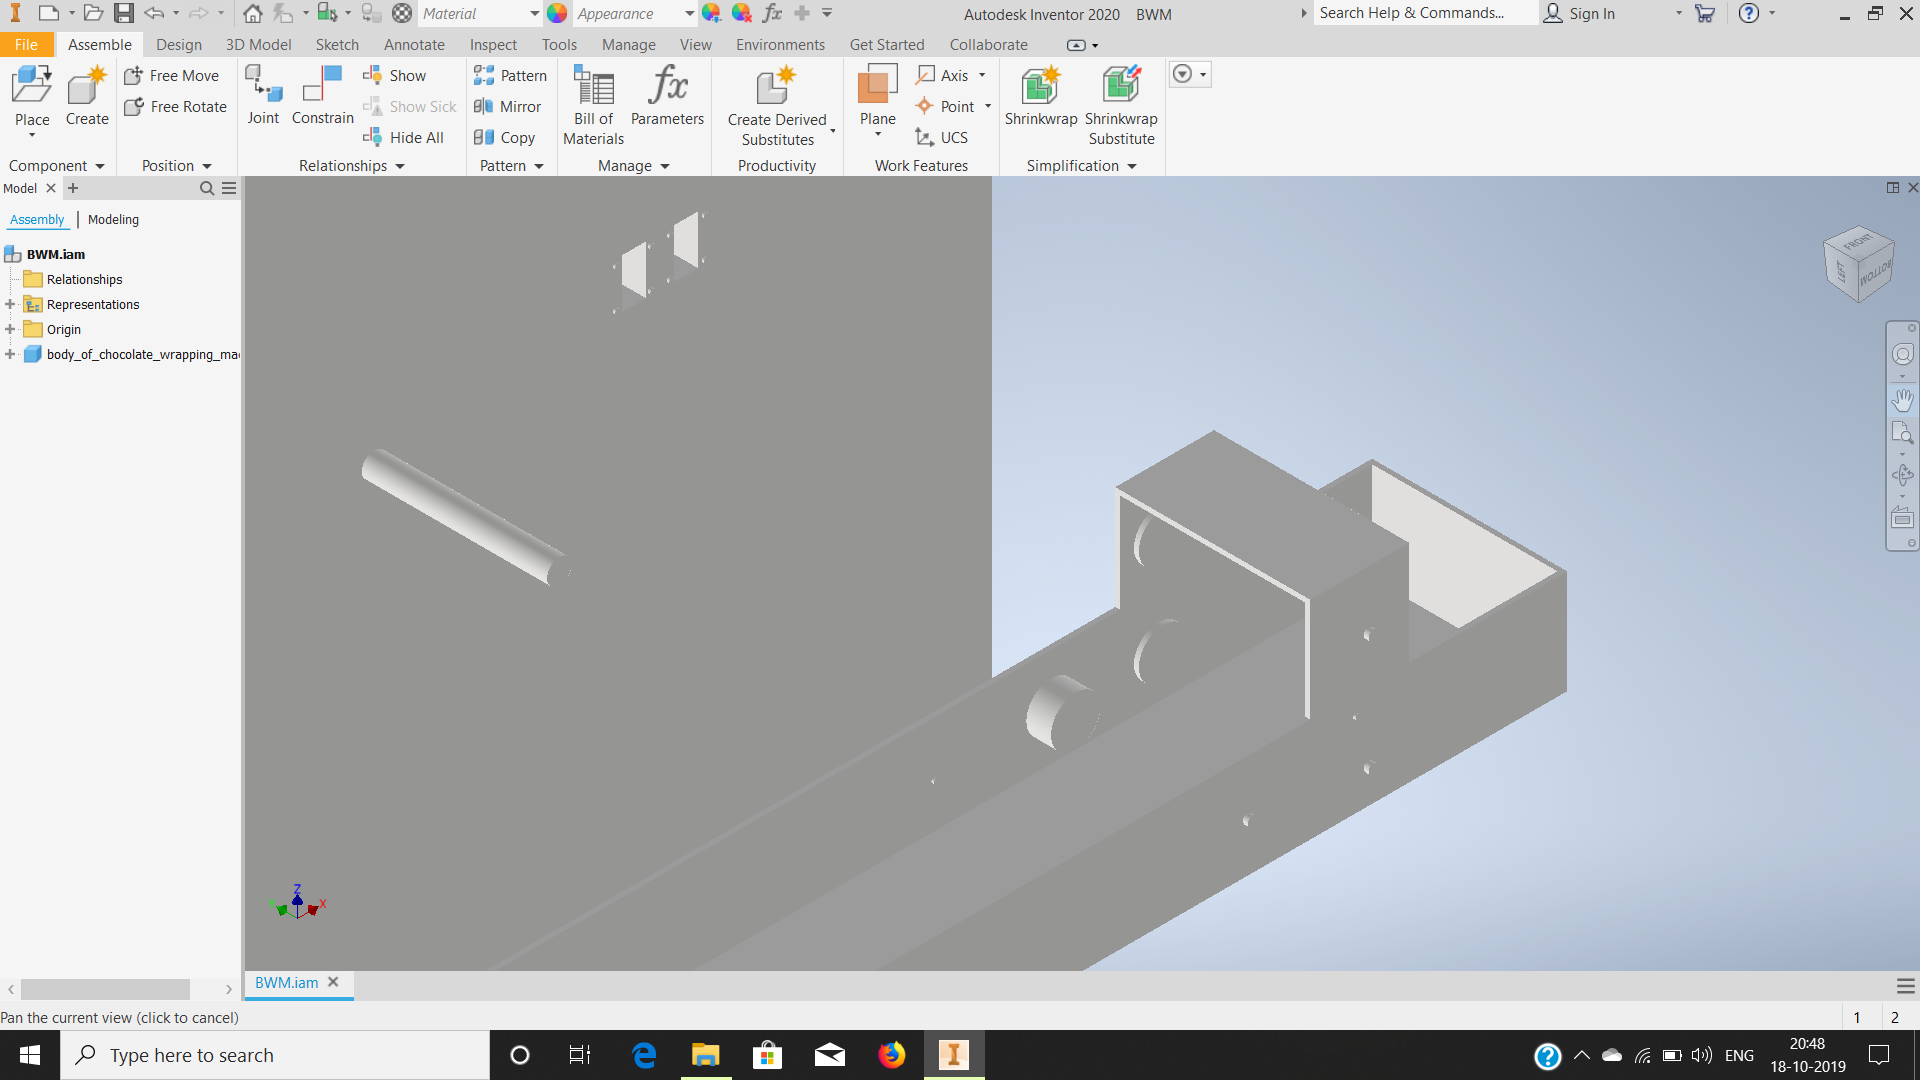 Material
Appearance
Autodesk Inventor 2020 BWM
Search Help & Commands...
Sign In
File Assemble Design 3D Model Sketch Annotate Inspect Tools Manage View Environments Get Started Collaborate
Place
Create
Component
Free Move
Free Rotate
Position
Joint
Constrain
Show
Show Sick
Hide All
Relationships
Pattern
Mirror
Copy
Pattern
Bill of
Materials
fx
Parameters
Manage
Create Derived
Substitutes
Productivity
Plane
Axis
Point
UCS
Work Features
Shrinkwrap
Shrinkwrap
Substitute
Simplification
Model
Assembly | Modeling
BWM.iam
Relationships
Representations
Origin
body_of_chocolate_wrapping_mac
FRONT
LEFT
BOTTOM
Z
Y
X
BWM.iam
Pan the current view (click to cancel)
1 2
Type here to search
ENG
20:48
18-10-2019